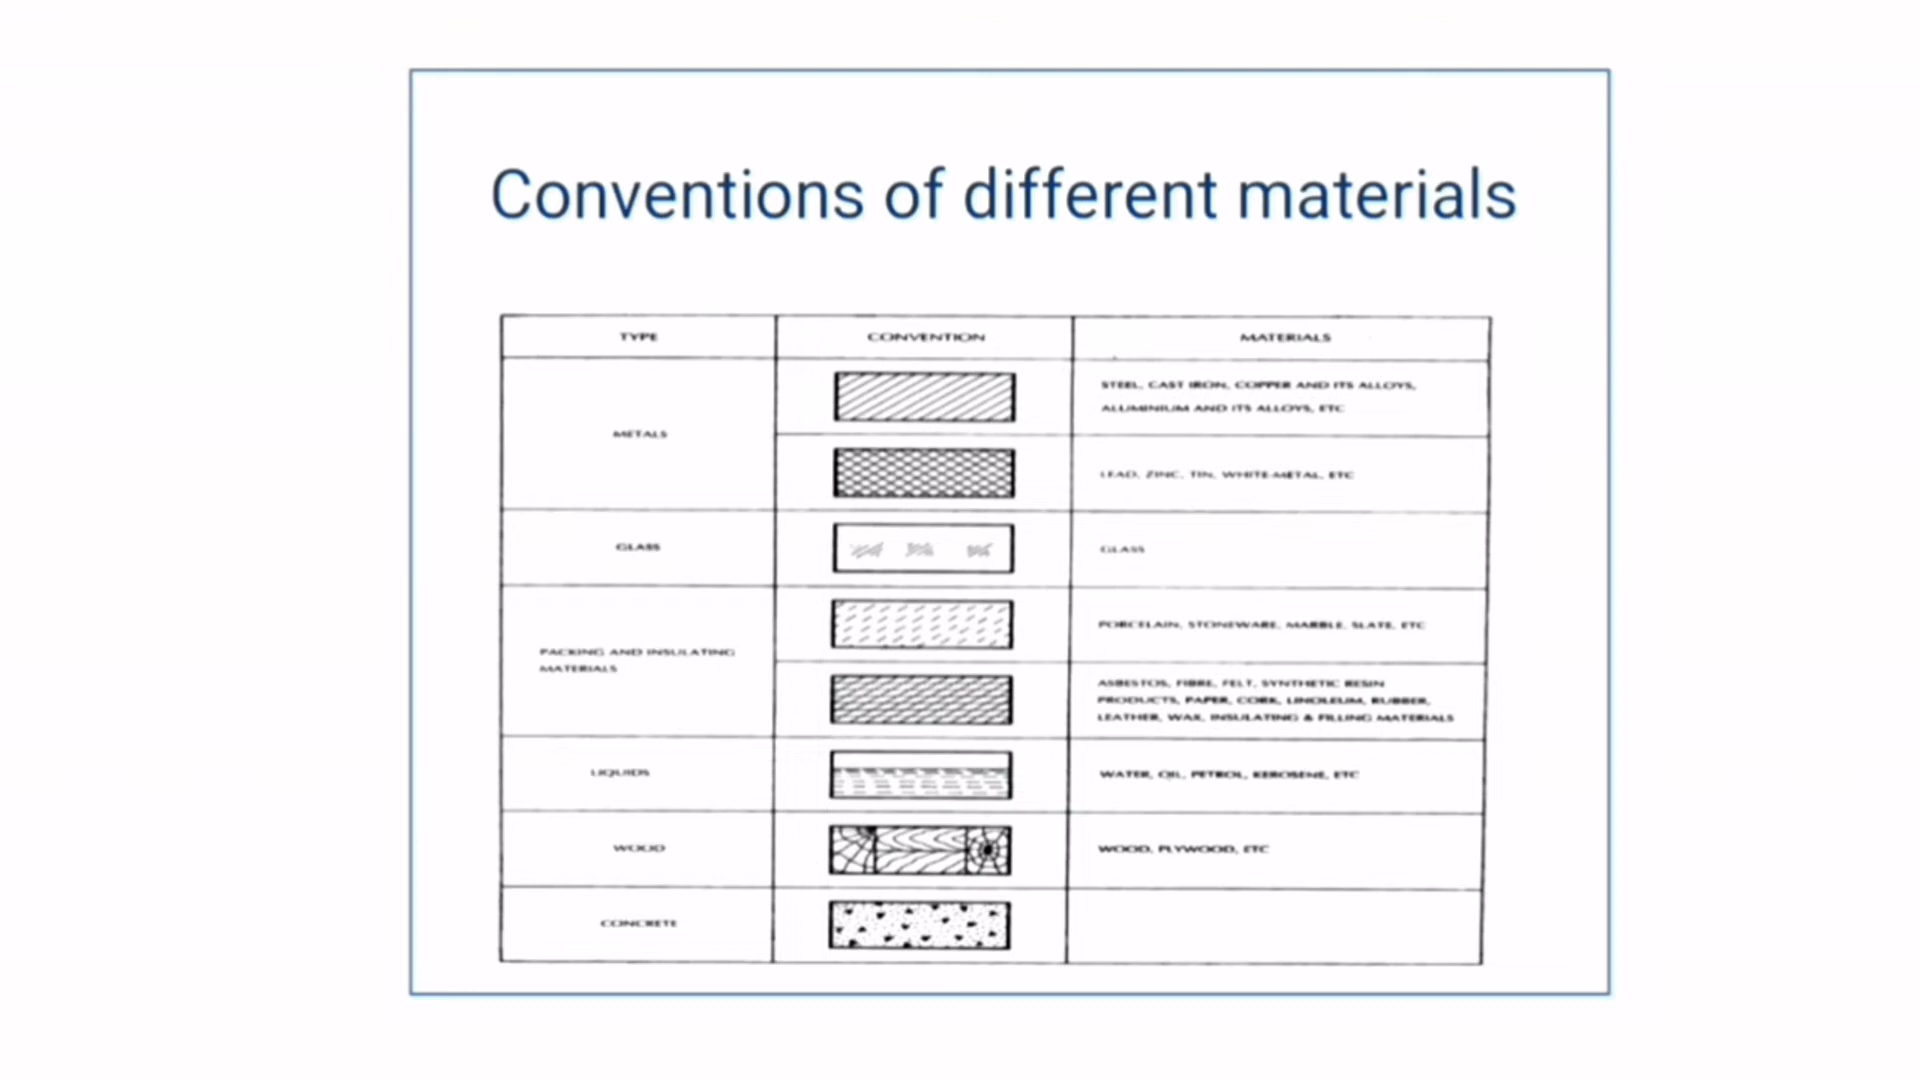 Conventions of different materials
TYPE CONVENTION MATERIALS
METALS
STEEL, CAST IRON, COPPER AND ITS ALLOYS,
ALUMINIUM AND ITS ALLOYS, ETC
LEAD, ZINC, TIN, WHITE-METAL, ETC
GLASS
GLASS
PACKING AND INSULATING
MATERIALS
PORCELAIN, STONEWARE, MARBLE, SLATE, ETC
ASBESTOS, FIBRE, FELT, SYNTHETIC RESIN
PRODUCTS, PAPER, CORK, LINOLEUM, RUBBER,
LEATHER, WAX, INSULATING & FILLING MATERIALS
LIQUIDS
WATER, OIL, PETROL, KEROSENE, ETC
WOOD
WOOD, PLYWOOD, ETC
CONCRETE